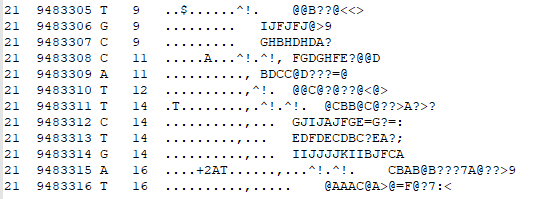 21 9483305 T 9 ..$......^!. @@B??@<<>
21 9483306 G 9 ......... IJFJFJ@>9
21 9483307 C 9 ......... GHBHDHDA?
21 9483308 C 11 .....A...^!.^!, FGDGHFE?@@D
21 9483309 A 11 .........., BDCC@D???=@
21 9483310 T 12 ..........,^!. @@C@?@??@<@>
21 9483311 T 14 .T........,.^!.^!. @CBB@C@??>A?>?
21 9483312 C 14 ..........,... GJIJAJFGE=G?=:
21 9483313 T 14 ..........,... EDFDECDBC?EA?;
21 9483314 G 14 ..........,... IIJJJJKIIBJFCA
21 9483315 A 16 ....+2AT......,...^!.^!. CBAB@B???7A@??>9
21 9483316 T 16 ..........,..... @AAAC@A>@=F@?7:<